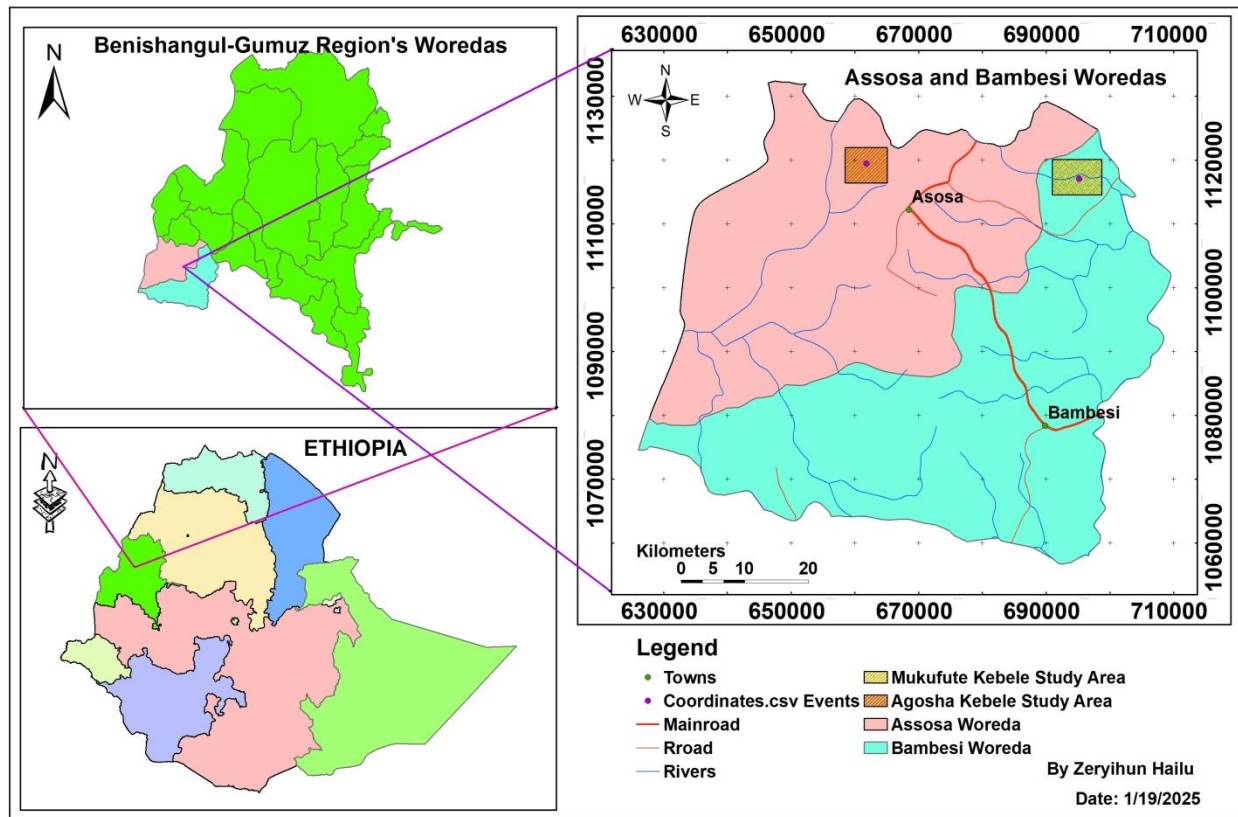 Benishangul-Gumuz Region's Woredas
N
ETHIOPIA
N
630000 650000 670000 690000 710000
Assosa and Bambesi Woredas
N
W E
S
1130000
1120000
1110000
1100000
1090000
1080000
1070000
1060000
Asosa
Bambesi
Kilometers
0 5 10 20
630000 650000 670000 690000 710000
Legend
Towns
Coordinates.csv Events
Mainroad
Rroad
Rivers
Mukufute Kebele Study Area
Agosha Kebele Study Area
Assosa Woreda
Bambesi Woreda
By Zeryihun Hailu
Date: 1/19/2025